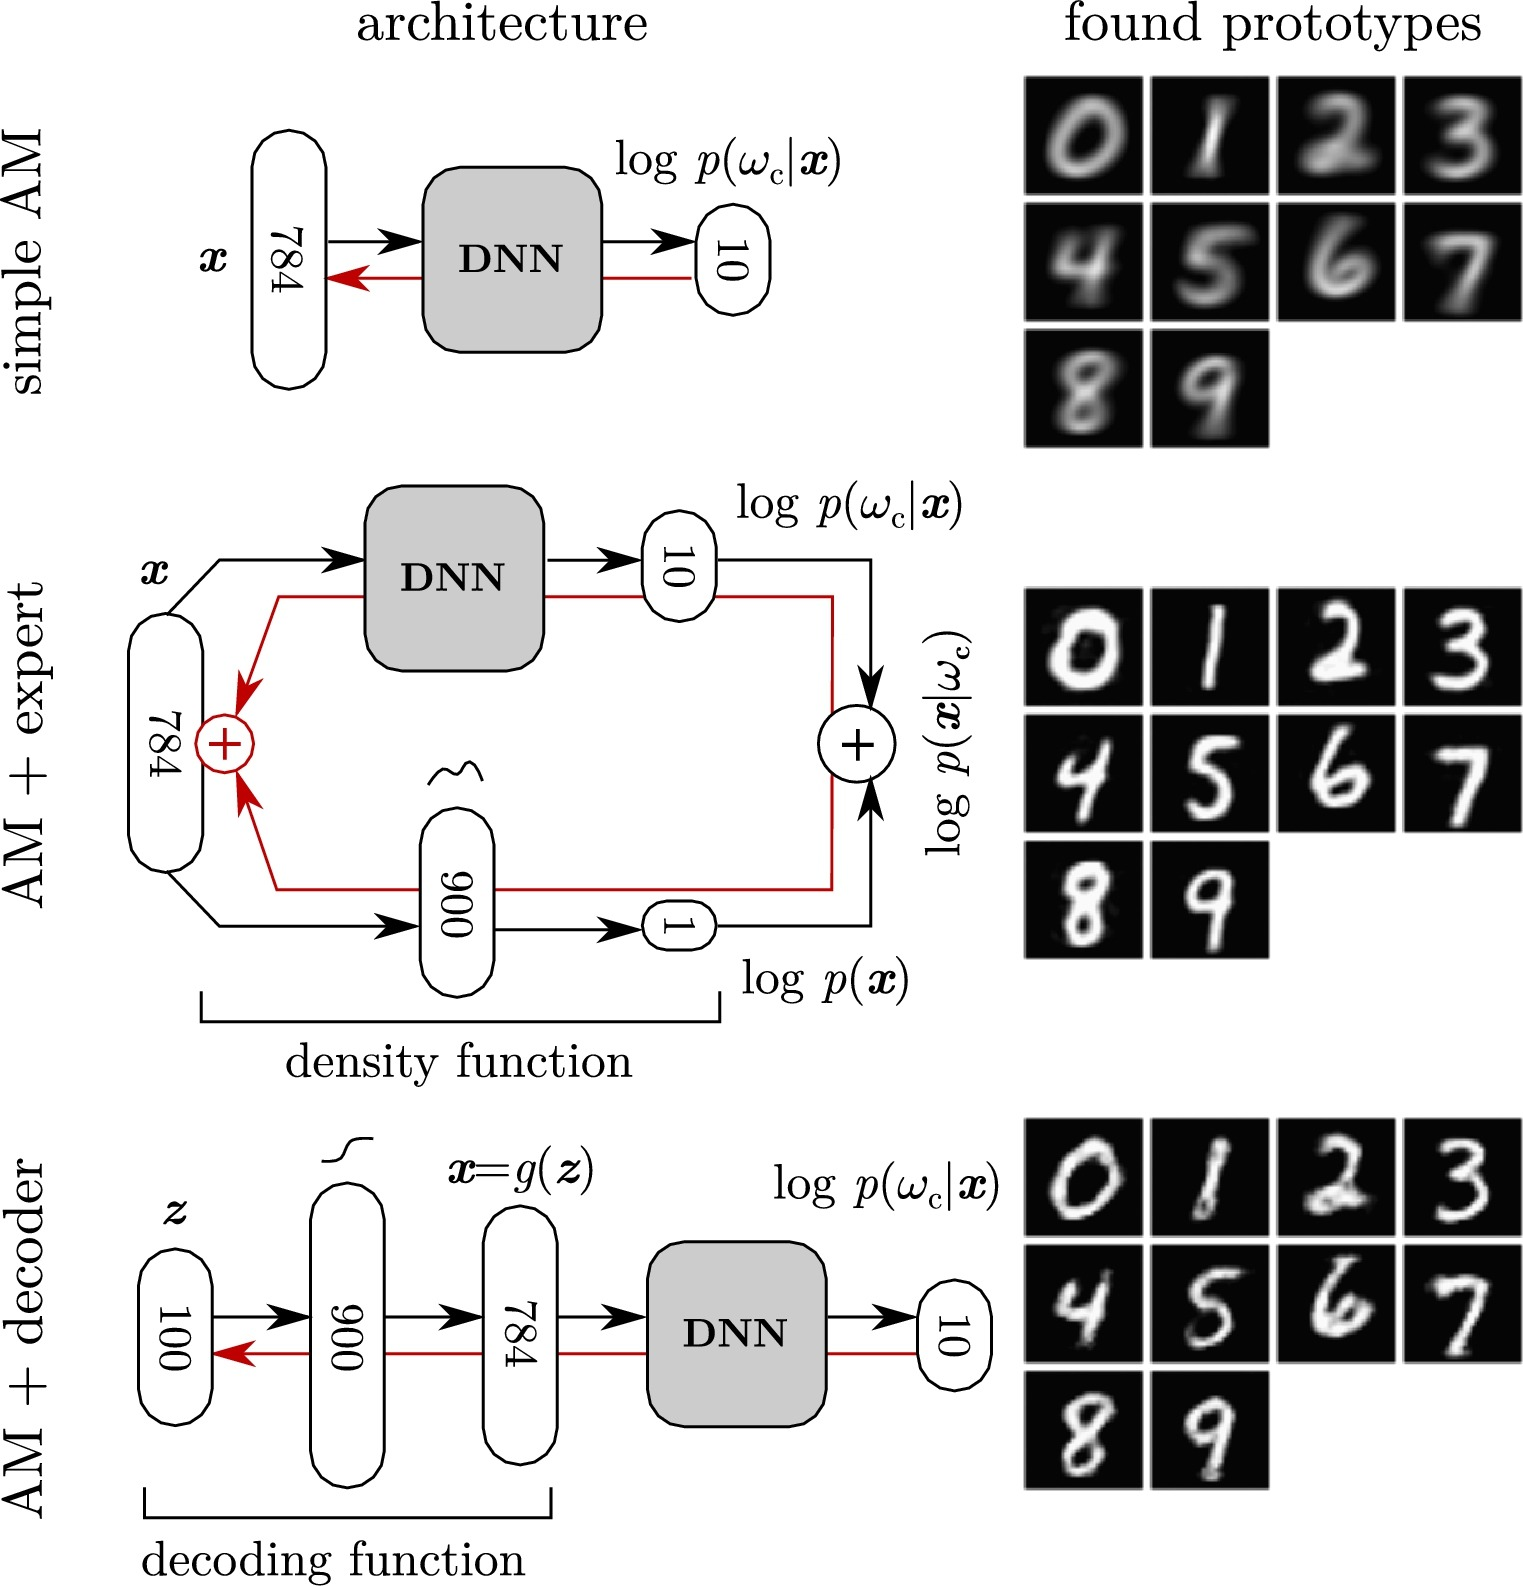 architecture
found prototypes
simple AM
x
784
DNN
log p(ω_c|x)
10
0 1 2 3
4 5 6 7
8 9
AM + expert
x
784
DNN
10
log p(ω_c|x)
+
+
log p(x|ω_c)
900
1
log p(x)
density function
0 1 2 3
4 5 6 7
8 9
AM + decoder
z
100
900
x=g(z)
784
DNN
log p(ω_c|x)
10
decoding function
0 1 2 3
4 5 6 7
8 9